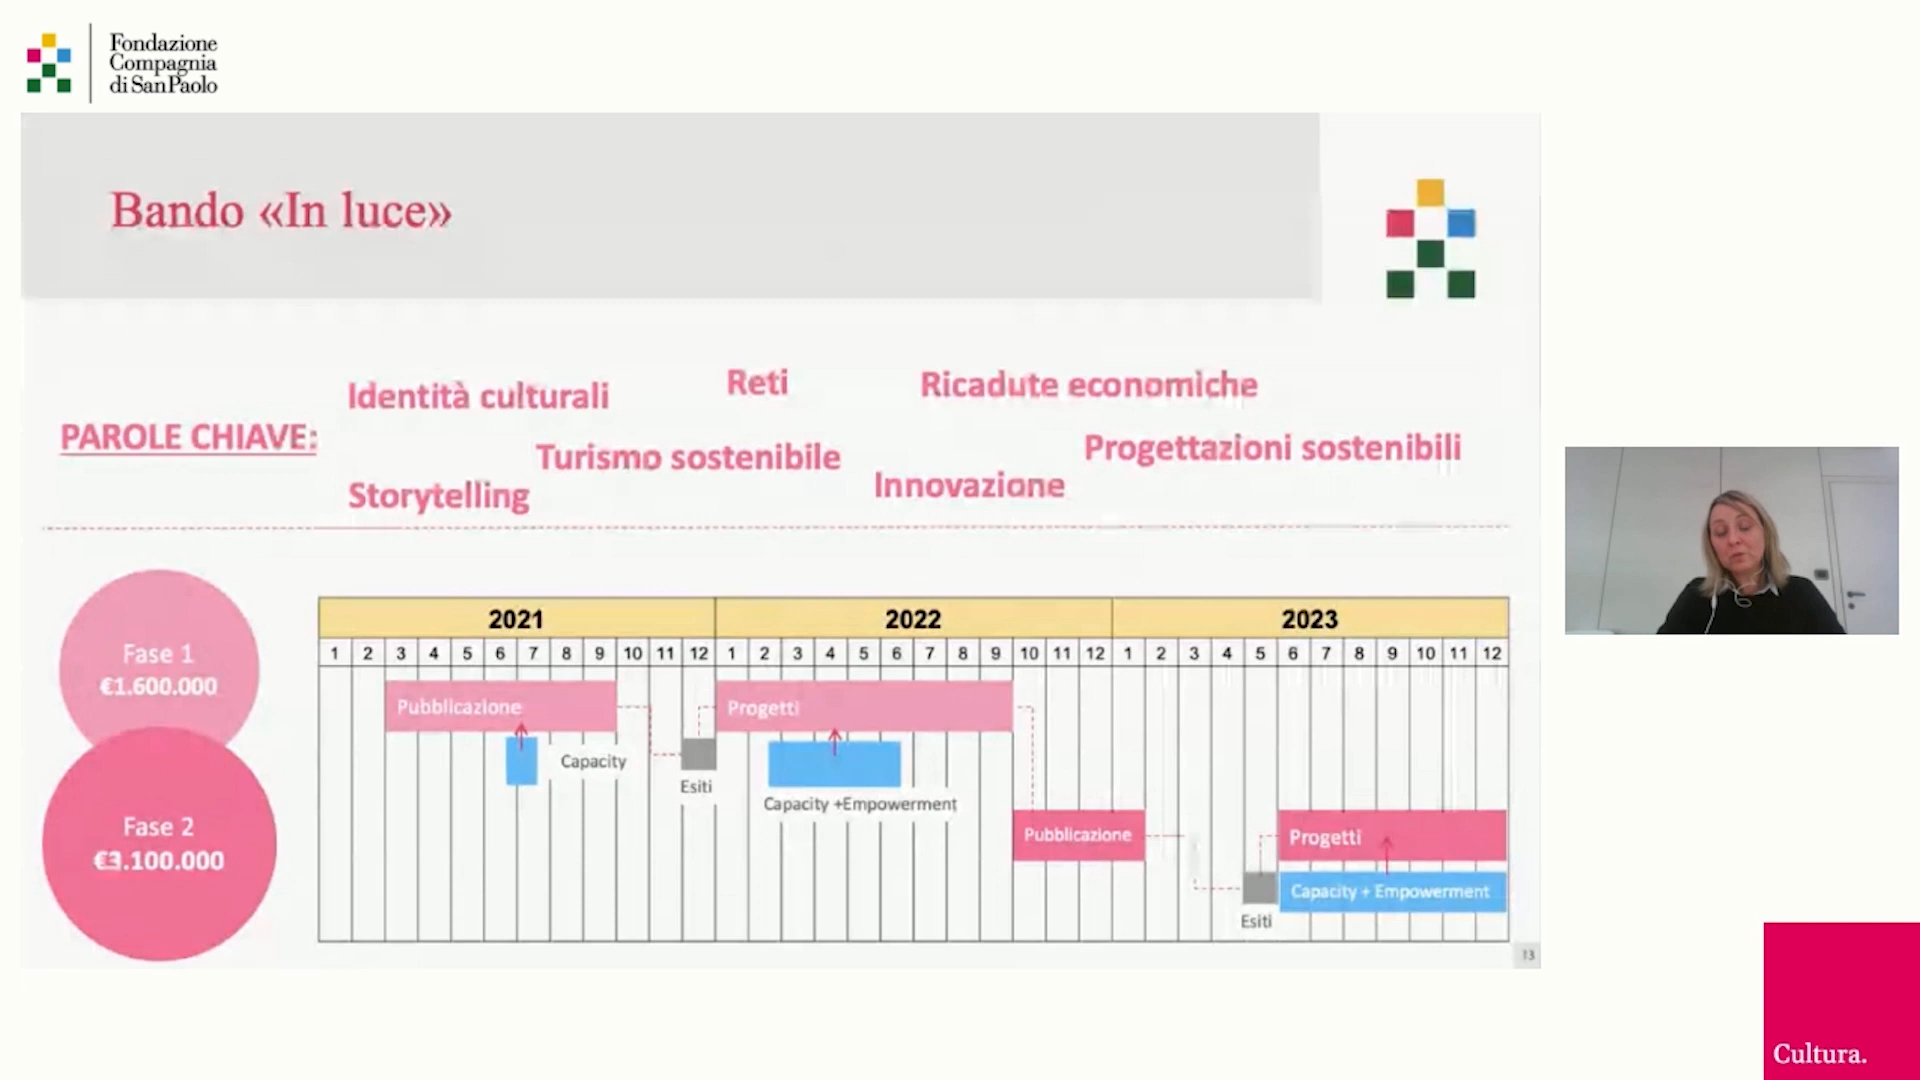 Fondazione
Compagnia
di San Paolo
Bando «In luce»
PAROLE CHIAVE:
Identità culturali
Reti
Ricadute economiche
Turismo sostenibile
Progettazioni sostenibili
Storytelling
Innovazione
Fase 1
€1.600.000
Fase 2
€3.100.000
2021 2022 2023
1 2 3 4 5 6 7 8 9 10 11 12 1 2 3 4 5 6 7 8 9 10 11 12 1 2 3 4 5 6 7 8 9 10 11 12
Pubblicazione
Progetti
Capacity
Esiti
Capacity +Empowerment
Pubblicazione
Progetti
Capacity + Empowerment
Esiti
13
Cultura.